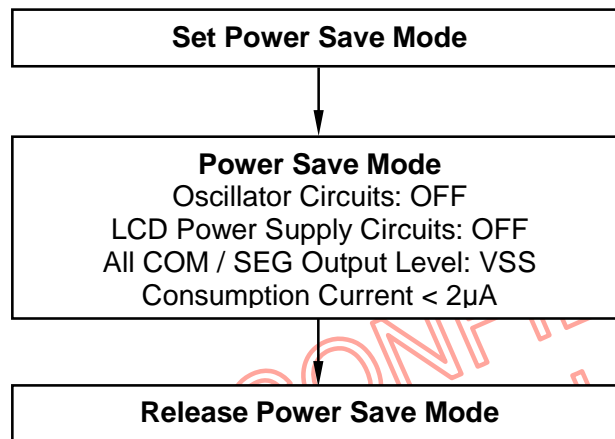 Set Power Save Mode
Power Save Mode
Oscillator Circuits: OFF
LCD Power Supply Circuits: OFF
All COM / SEG Output Level: VSS
Consumption Current < 2µA
Release Power Save Mode